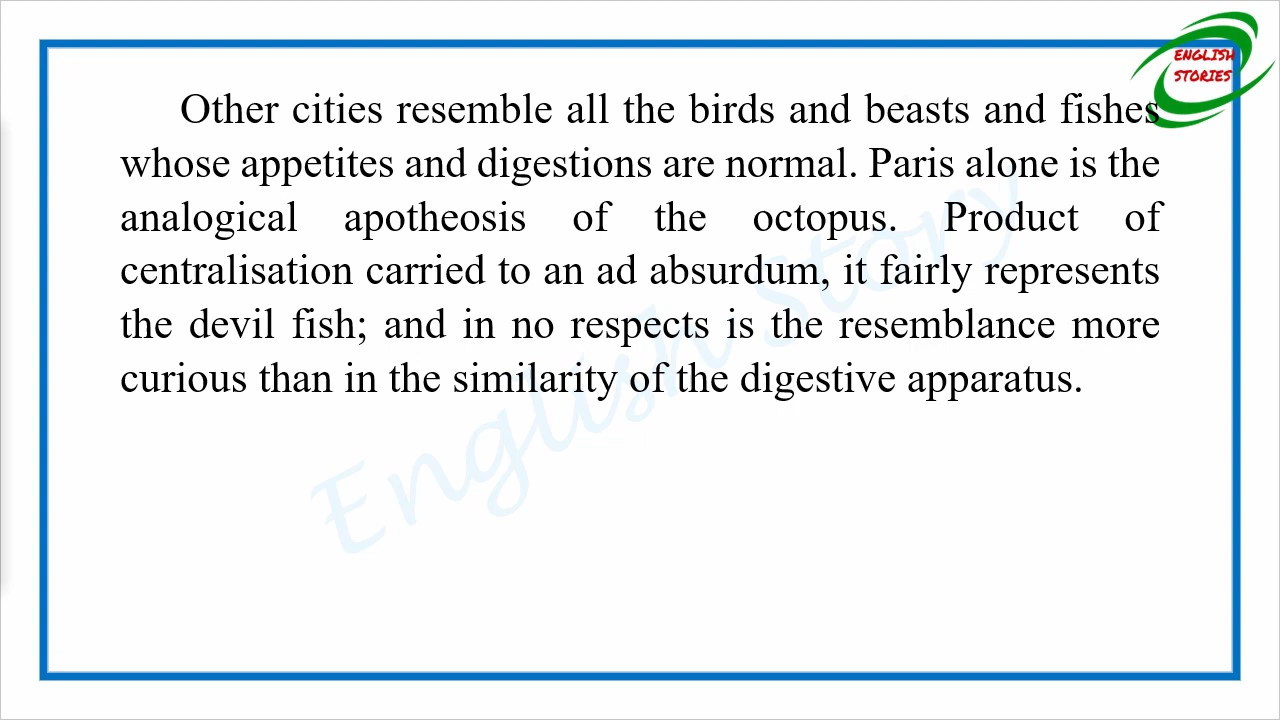 ENGLISH
STORIES
Other cities resemble all the birds and beasts and fishes
whose appetites and digestions are normal. Paris alone is the
analogical apotheosis of the octopus. Product of
centralisation carried to an ad absurdum, it fairly represents
the devil fish; and in no respects is the resemblance more
curious than in the similarity of the digestive apparatus.
English Story